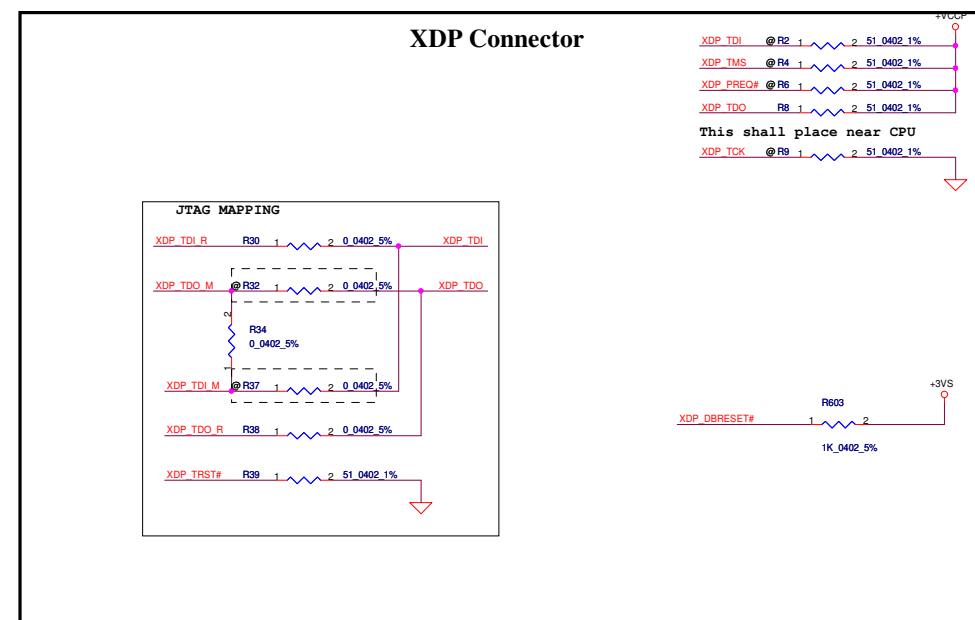 XDP Connector
+VCCP
XDP_TDI @ R2 1 2 51_0402_1%
XDP_TMS @ R4 1 2 51_0402_1%
XDP_PREQ# @ R6 1 2 51_0402_1%
XDP_TDO R8 1 2 51_0402_1%
This shall place near CPU
XDP_TCK @ R9 1 2 51_0402_1%
JTAG MAPPING
XDP_TDI_R R30 1 2 0_0402_5% XDP_TDI
XDP_TDO_M @ R32 1 2 0_0402_5% XDP_TDO
2
R34
0_0402_5%
1
XDP_TDI_M @ R37 1 2 0_0402_5%
XDP_TDO_R R38 1 2 0_0402_5%
XDP_TRST# R39 1 2 51_0402_1%
+3VS
R603
XDP_DBRESET# 1 2
1K_0402_5%